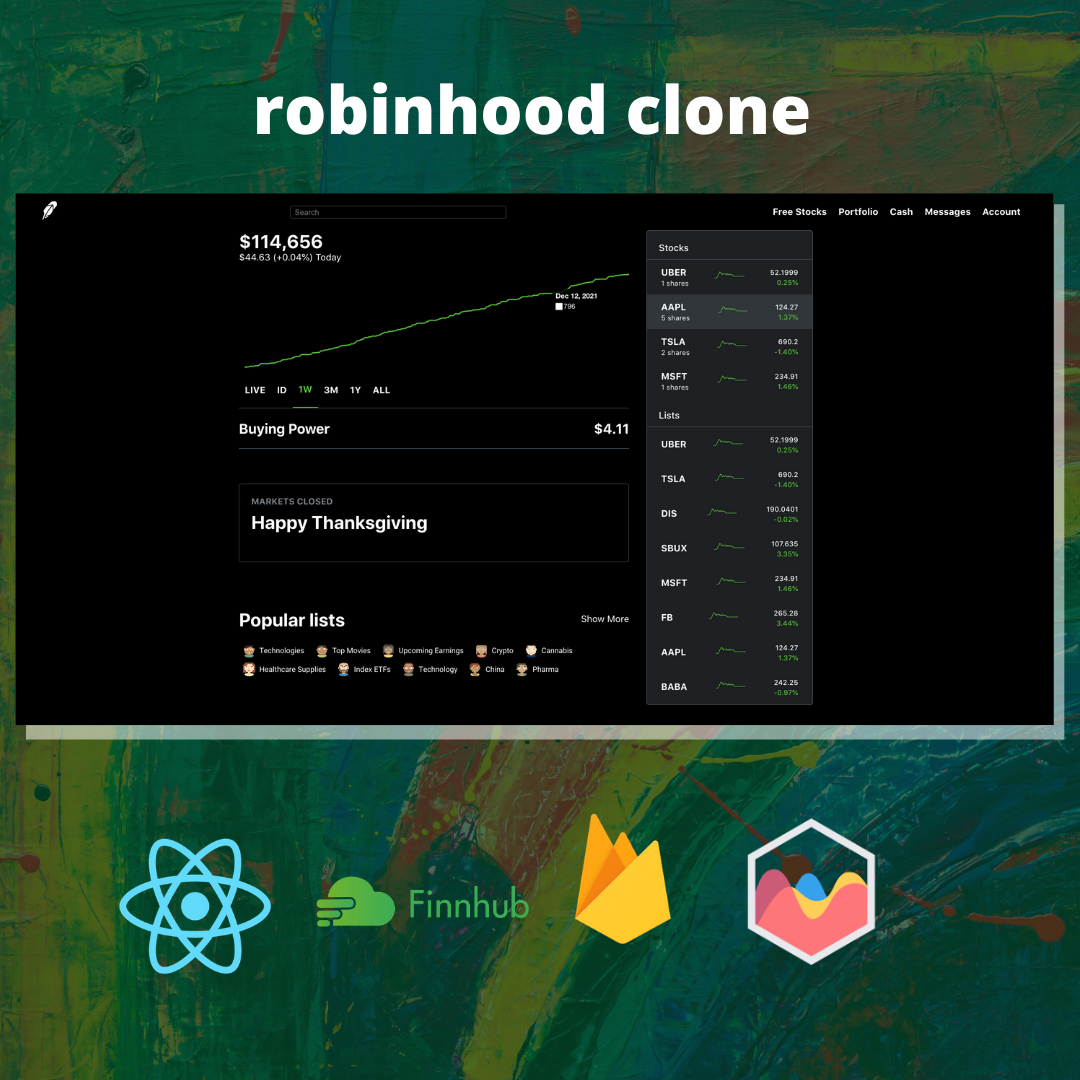 robinhood clone
Search
Free Stocks Portfolio Cash Messages Account
$114,656
$44.63 (+0.04%) Today
Dec 12, 2021
796
LIVE ID 1W 3M 1Y ALL
Buying Power $4.11
MARKETS CLOSED
Happy Thanksgiving
Popular lists Show More
Technologies Top Movies Upcoming Earnings Crypto Cannabis
Healthcare Supplies Index ETFs Technology China Pharma
Stocks
UBER 52.1999
1 shares 0.25%
AAPL 124.27
5 shares 1.37%
TSLA 690.2
2 shares -1.40%
MSFT 234.91
1 shares 1.46%
Lists
UBER 52.1999
0.25%
TSLA 690.2
-1.40%
DIS 190.0401
-0.02%
SBUX 107.635
3.35%
MSFT 234.91
1.46%
FB 265.28
3.44%
AAPL 124.27
1.37%
BABA 242.25
-0.97%
Finnhub